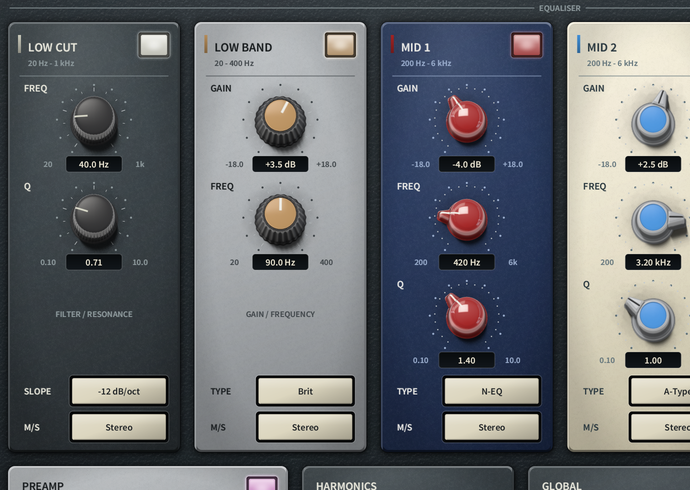 EQUALISER
LOW CUT
20 Hz - 1 kHz
FREQ
20 40.0 Hz 1k
Q
0.10 0.71 10.0
FILTER / RESONANCE
SLOPE -12 dB/oct
M/S Stereo
LOW BAND
20 - 400 Hz
GAIN
-18.0 +3.5 dB +18.0
FREQ
20 90.0 Hz 400
GAIN / FREQUENCY
TYPE Brit
M/S Stereo
MID 1
200 Hz - 6 kHz
GAIN
-18.0 -4.0 dB +18.0
FREQ
200 420 Hz 6k
Q
0.10 1.40 10.0
TYPE N-EQ
M/S Stereo
MID 2
200 Hz - 6 kHz
GAIN
-18.0 +2.5 dB
FREQ
200 3.20 kHz
Q
0.10 1.00
TYPE A-Type
M/S Stereo
PREAMP
HARMONICS
GLOBAL